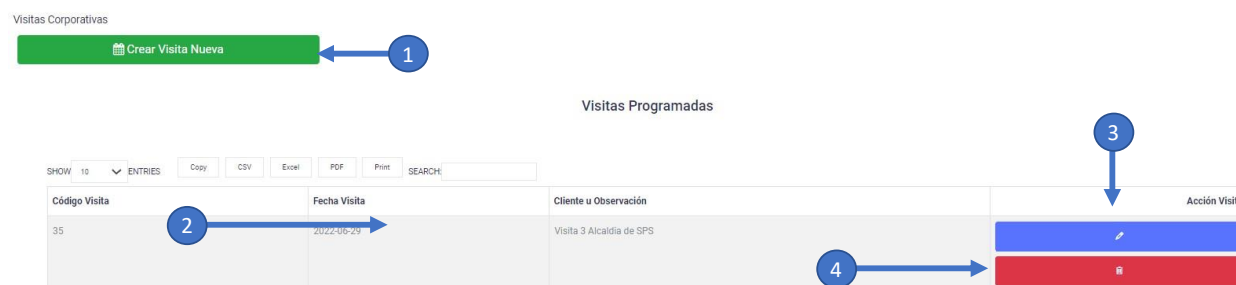 Visitas Corporativas
Crear Visita Nueva
1
Visitas Programadas
3
SHOW 10 ENTRIES Copy CSV Excel PDF Print SEARCH:
Código Visita Fecha Visita Cliente u Observación Acción Visit
2
35 2022-06-29 Visita 3 Alcaldia de SPS
4